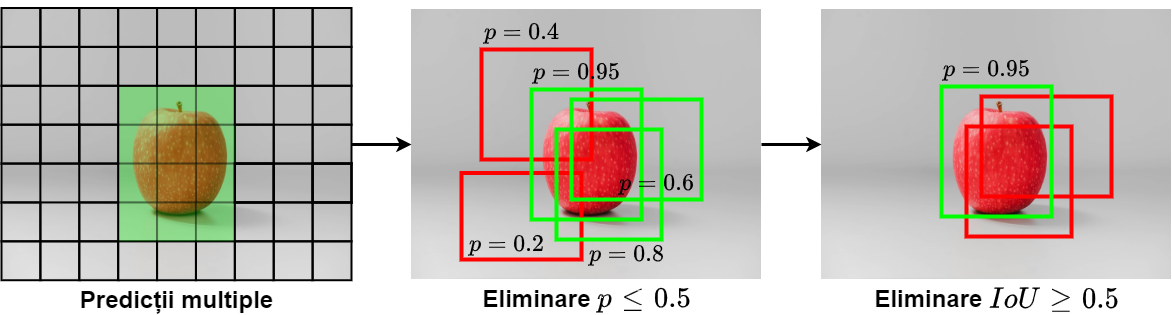 p = 0.4
p = 0.95
p = 0.95
p = 0.6
p = 0.2
p = 0.8
Predicții multiple
Eliminare p ≤ 0.5
Eliminare IoU ≥ 0.5